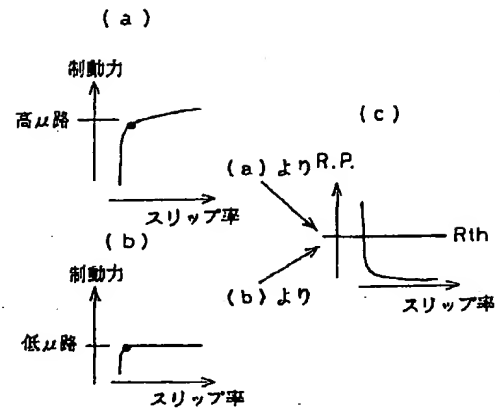 (a)
制動力
高μ路
スリップ率
(b)
制動力
低μ路
スリップ率
(c)
(a)より R.P.
Rth
(b)より
スリップ率